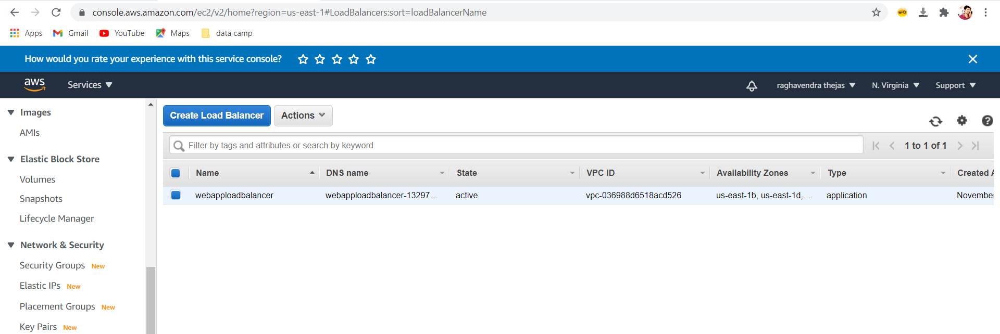 console.aws.amazon.com/ec2/v2/home?region=us-east-1#LoadBalancers:sort=loadBalancerName
Apps Gmail YouTube Maps data camp
How would you rate your experience with this service console?
aws Services raghavendra thejas N. Virginia Support
Images
AMIs
Elastic Block Store
Volumes
Snapshots
Lifecycle Manager
Network & Security
Security Groups New
Elastic IPs New
Placement Groups New
Key Pairs New
Create Load Balancer Actions
Filter by tags and attributes or search by keyword 1 to 1 of 1
Name DNS name State VPC ID Availability Zones Type Created A
webapploadbalancer webapploadbalancer-13297... active vpc-036988d6518acd526 us-east-1b, us-east-1d,... application November